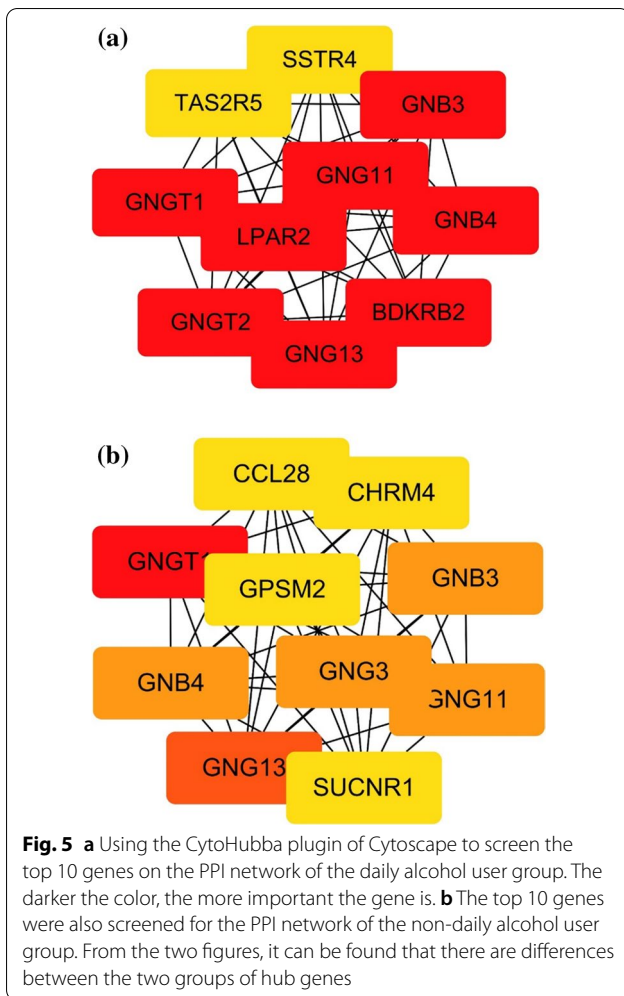 (a)
SSTR4
TAS2R5
GNB3
GNG11
GNGT1
GNB4
LPAR2
BDKRB2
GNGT2
GNG13
(b)
CCL28
CHRM4
GNGT1
GPSM2
GNB3
GNG3
GNB4
GNG11
GNG13
SUCNR1
Fig. 5 a Using the CytoHubba plugin of Cytoscape to screen the
top 10 genes on the PPI network of the daily alcohol user group. The
darker the color, the more important the gene is. b The top 10 genes
were also screened for the PPI network of the non-daily alcohol user
group. From the two figures, it can be found that there are differences
between the two groups of hub genes